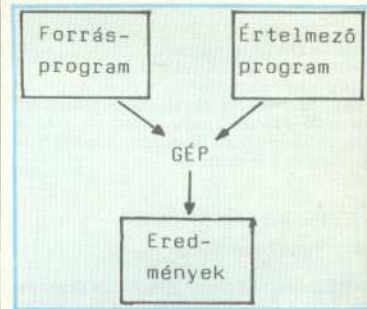 Forrás-
program
Értelmező
program
GÉP
Ered-
mények